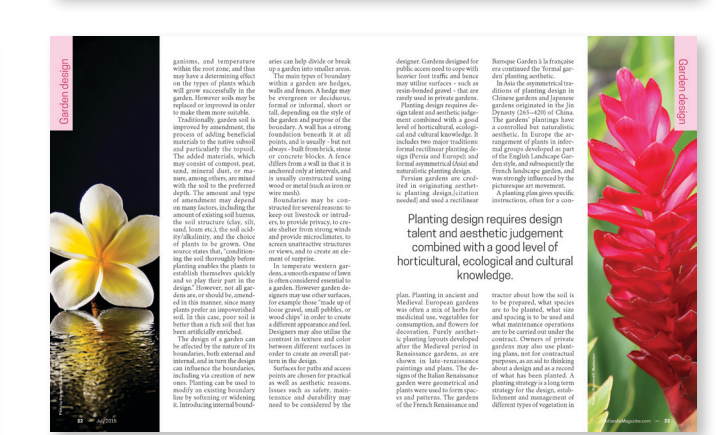 Garden design
ganisms, and temperature
within the root zone, and thus
may have a determining effect
on the types of plants which
will grow successfully in the
garden. However soils may be
replaced or improved in order
to make them more suitable.
Traditionally, garden soil is
improved by amendment, the
process of adding beneficial
materials to the native subsoil
and particularly the topsoil.
The added materials, which
may consist of compost, peat,
sand, mineral dust, or ma-
nure, among others, are mixed
with the soil to the preferred
depth. The amount and type
of amendment may depend
on many factors, including the
amount of existing soil humus,
the soil structure (clay, silt,
sand, loam etc.), the soil acid-
ity/alkalinity, and the choice
of plants to be grown. One
source states that, "condition-
ing the soil thoroughly before
planting enables the plants to
establish themselves quickly
and so play their part in the
design." However, not all gar-
dens are, or should be, amend-
ed in this manner, since many
plants prefer an impoverished
soil. In this case, poor soil is
better than a rich soil that has
been artificially enriched.
The design of a garden can
be affected by the nature of its
boundaries, both external and
internal, and in turn the design
can influence the boundaries,
including via creation of new
ones. Planting can be used to
modify an existing boundary
line by softening or widening
it. Introducing internal bound-
aries can help divide or break
up a garden into smaller areas.
The main types of boundary
within a garden are hedges,
walls and fences. A hedge may
be evergreen or deciduous,
formal or informal, short or
tall, depending on the style of
the garden and purpose of the
boundary. A wall has a strong
foundation beneath it at all
points, and is usually - but not
always - built from brick, stone
or concrete blocks. A fence
differs from a wall in that it is
anchored only at intervals, and
is usually constructed using
wood or metal (such as iron or
wire mesh).
Boundaries may be con-
structed for several reasons: to
keep out livestock or intrud-
ers, to provide privacy, to cre-
ate shelter from strong winds
and provide microclimates, to
screen unattractive structures
or views, and to create an ele-
ment of surprise.
In temperate western gar-
dens, a smooth expanse of lawn
is often considered essential to
a garden. However garden de-
signers may use other surfaces,
for example those "made up of
loose gravel, small pebbles, or
wood chips" in order to create
a different appearance and feel.
Designers may also utilise the
contrast in texture and color
between different surfaces in
order to create an overall pat-
tern in the design.
Surfaces for paths and access
points are chosen for practical
as well as aesthetic reasons.
Issues such as safety, main-
tenance and durability may
need to be considered by the
22 — July/2015
designer. Gardens designed for
public access need to cope with
heavier foot traffic and hence
may utilise surfaces - such as
resin-bonded gravel - that are
rarely used in private gardens.
Planting design requires de-
sign talent and aesthetic judge-
ment combined with a good
level of horticultural, ecologi-
cal and cultural knowledge. It
includes two major traditions:
formal rectilinear planting de-
sign (Persia and Europe); and
formal asymmetrical (Asia) and
naturalistic planting design.
Persian gardens are cred-
ited in originating aesthet-
ic planting design,[citation
needed] and used a rectilinear
Baroque Garden à la française
era continued the 'formal gar-
den' planting aesthetic.
In Asia the asymmetrical tra-
ditions of planting design in
Chinese gardens and Japanese
gardens originated in the Jin
Dynasty (265–420) of China.
The gardens' plantings have
a controlled but naturalistic
aesthetic. In Europe the ar-
rangement of plants in infor-
mal groups developed as part
of the English Landscape Gar-
den style, and subsequently the
French landscape garden, and
was strongly influenced by the
picturesque art movement.
A planting plan gives specific
instructions, often for a con-
Planting design requires design
talent and aesthetic judgement
combined with a good level of
horticultural, ecological and cultural
knowledge.
plan. Planting in ancient and
Medieval European gardens
was often a mix of herbs for
medicinal use, vegetables for
consumption, and flowers for
decoration. Purely aesthet-
ic planting layouts developed
after the Medieval period in
Renaissance gardens, as are
shown in late-renaissance
paintings and plans. The de-
signs of the Italian Renaissance
garden were geometrical and
plants were used to form spac-
es and patterns. The gardens
of the French Renaissance and
tractor about how the soil is
to be prepared, what species
are to be planted, what size
and spacing is to be used and
what maintenance operations
are to be carried out under the
contract. Owners of private
gardens may also use plant-
ing plans, not for contractual
purposes, as an aid to thinking
about a design and as a record
of what has been planted. A
planting strategy is a long term
strategy for the design, estab-
lishment and management of
different types of vegetation in
Garden design
— 23